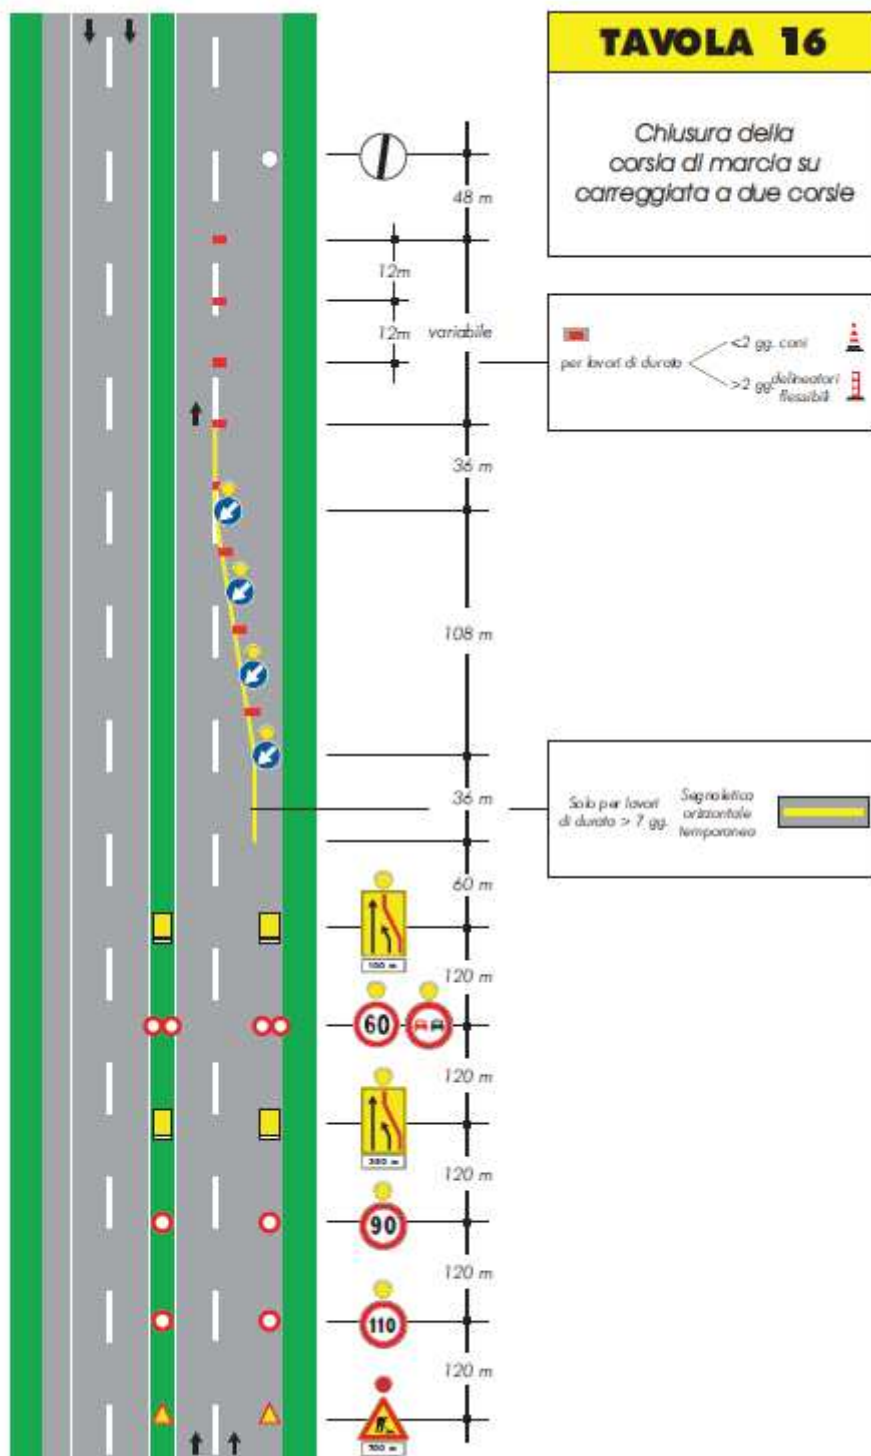 TAVOLA 16
Chiusura della
corsia di marcia su
carreggiata a due corsie
48 m
12m
12m
variabile
per lavori di durata
<2 gg. coni
>2 gg. delineatori
flessibili
36 m
108 m
36 m
Solo per lavori
di durata > 7 gg.
Segnaletica
orizzontale
temporanea
60 m
100 m
120 m
60
120 m
120 m
90
120 m
110
120 m
700 m